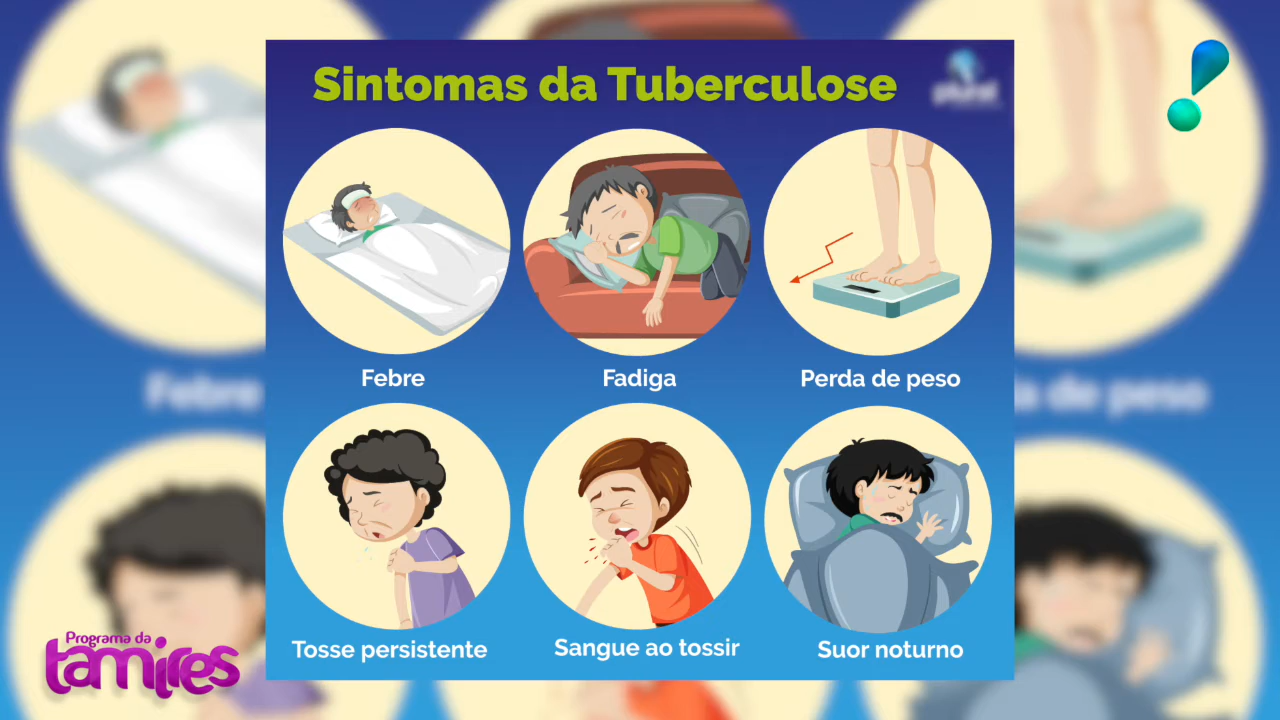 Sintomas da Tuberculose
Febre
Fadiga
Perda de peso
Tosse persistente
Sangue ao tossir
Suor noturno
Programa da
tamires